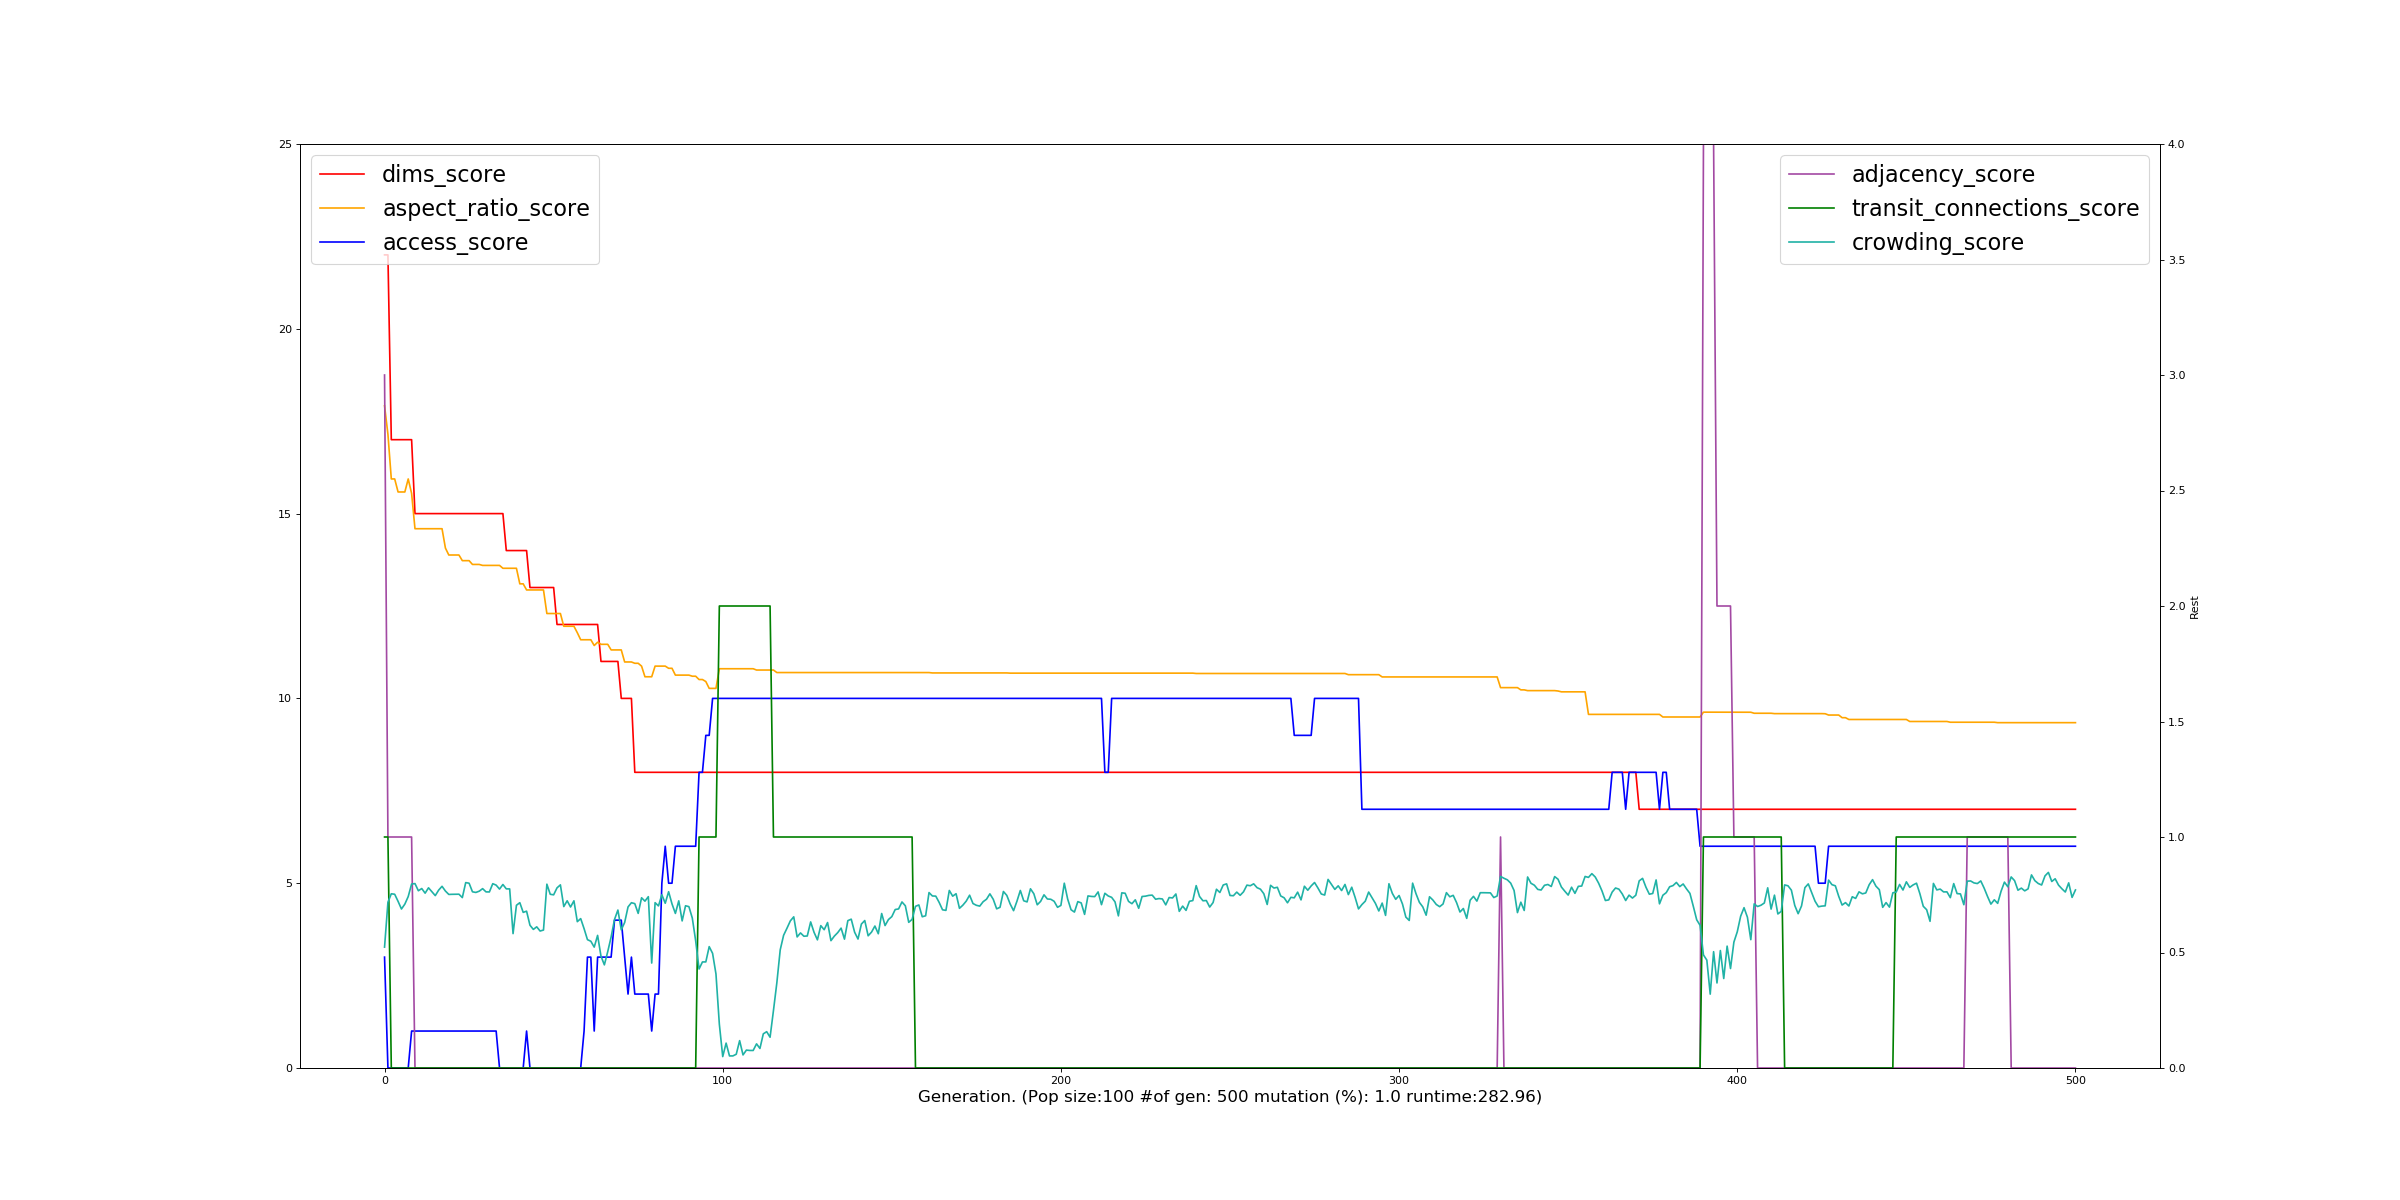 25
20
15
10
5
0
dims_score
aspect_ratio_score
access_score
adjacency_score
transit_connections_score
crowding_score
4.0
3.5
3.0
2.5
2.0
1.5
1.0
0.5
0.0
Rest
0 100 200 300 400 500
Generation. (Pop size:100 #of gen: 500 mutation (%): 1.0 runtime:282.96)